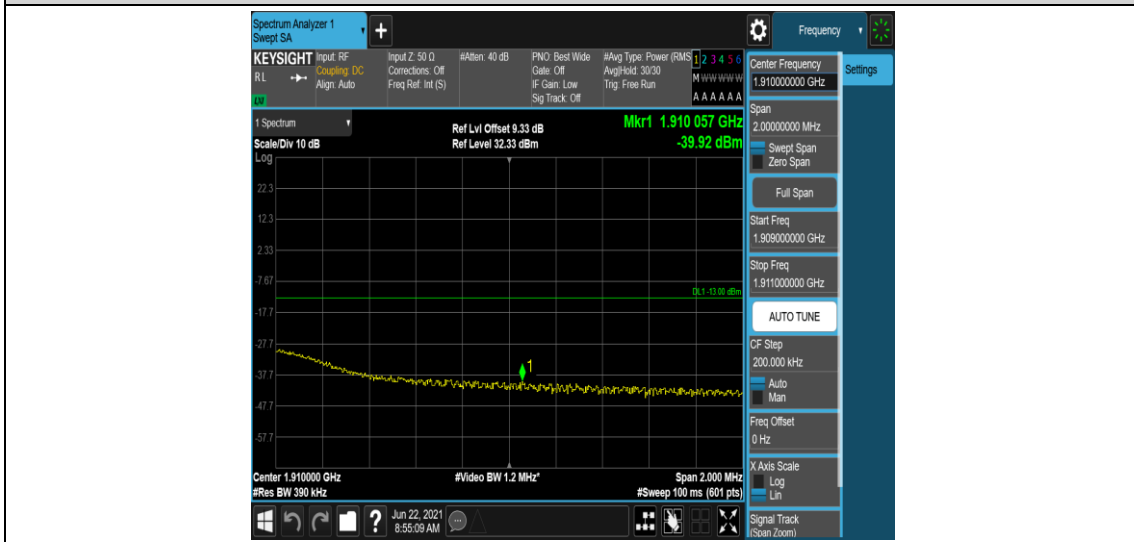 Spectrum Analyzer 1
Swept SA
+
Frequency
KEYSIGHT
RL
LXI
Input: RF
Coupling: DC
Align: Auto
Input Z: 50 Ω
Corrections: Off
Freq Ref: Int (S)
#Atten: 40 dB
PNO: Best Wide
Gate: Off
IF Gain: Low
Sig Track: Off
#Avg Type: Power (RMS
Avg|Hold: 30/30
Trig: Free Run
1 2 3 4 5 6
M W W W W W
A A A A A A
1 Spectrum
Scale/Div 10 dB
Log
Ref Lvl Offset 9.33 dB
Ref Level 32.33 dBm
Mkr1 1.910 057 GHz
-39.92 dBm
22.3
12.3
2.33
-7.67
-17.7
-27.7
-37.7
-47.7
-57.7
DL1 -13.00 dBm
1
Center 1.910000 GHz
#Res BW 390 kHz
#Video BW 1.2 MHz*
Span 2.000 MHz
#Sweep 100 ms (601 pts)
?
Jun 22, 2021
8:55:09 AM
Center Frequency
1.910000000 GHz
Settings
Span
2.00000000 MHz
Swept Span
Zero Span
Full Span
Start Freq
1.909000000 GHz
Stop Freq
1.911000000 GHz
AUTO TUNE
CF Step
200.000 kHz
Auto
Man
Freq Offset
0 Hz
X Axis Scale
Log
Lin
Signal Track
(Span Zoom)